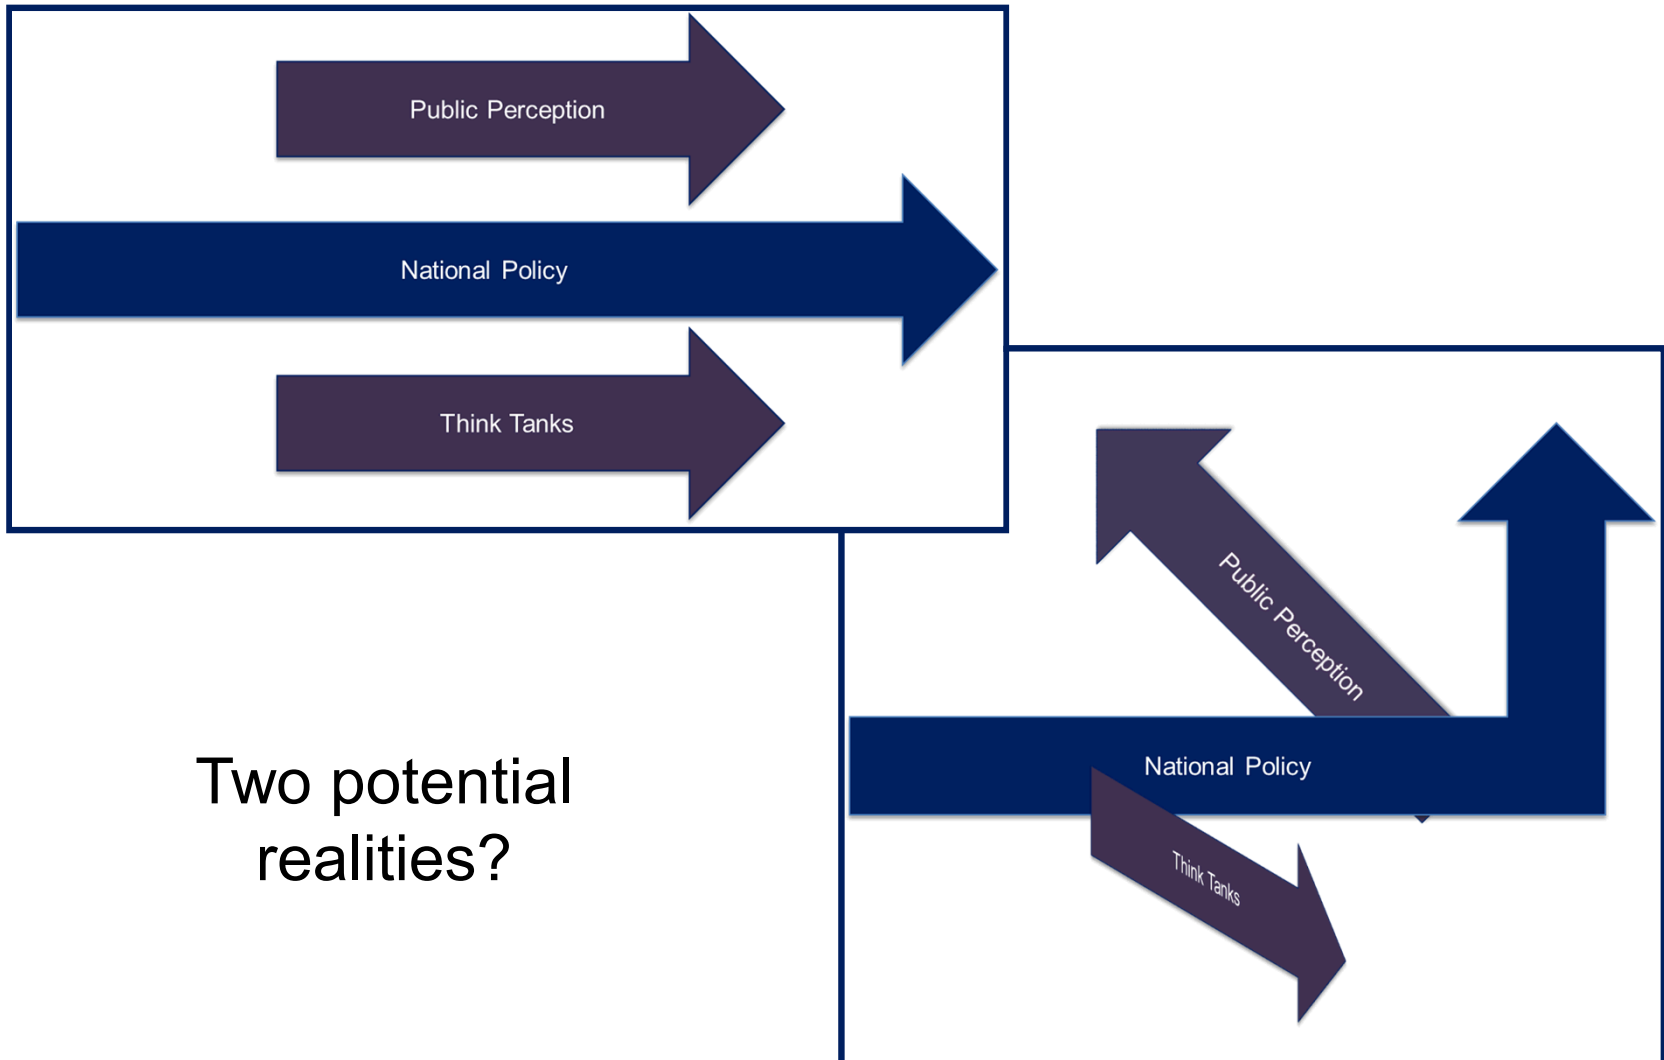 Public Perception
National Policy
Think Tanks
Public Perception
National Policy
Think Tanks
Two potential
realities?